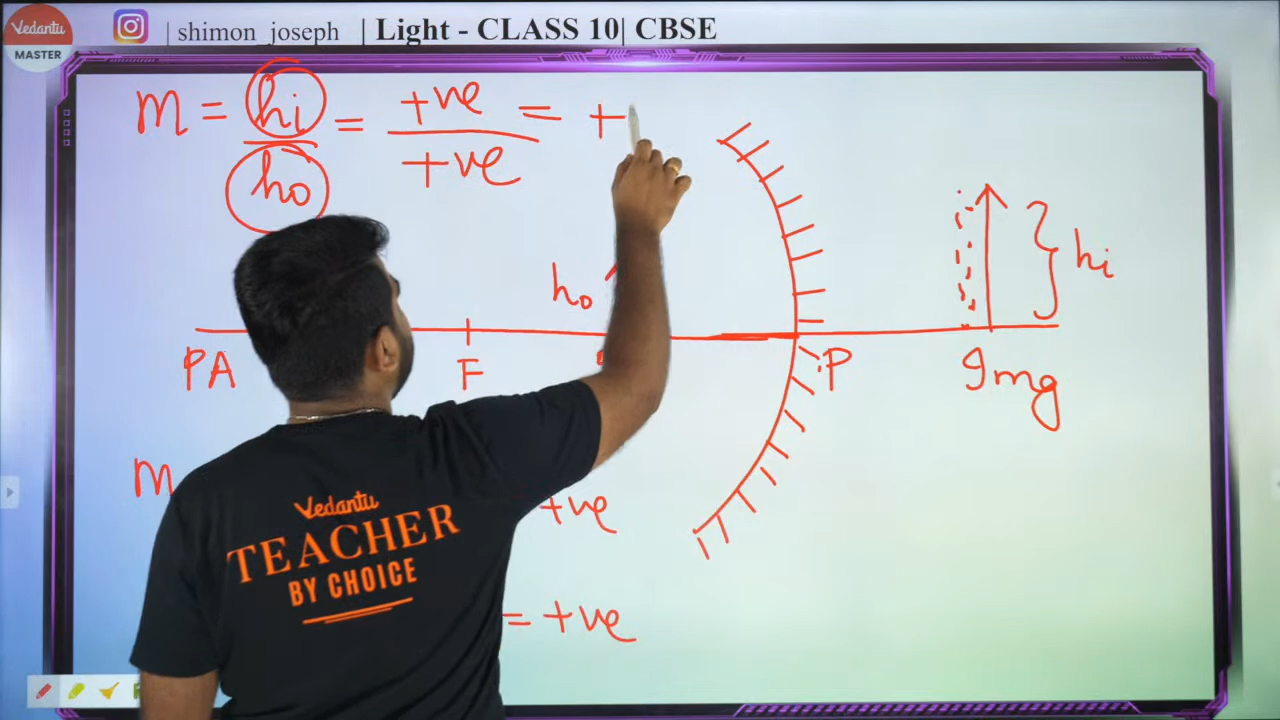 Vedantu
MASTER
| shimon_joseph | Light - CLASS 10| CBSE
M = hi / ho = +ve / +ve = +
ho
hi
PA
F
P
Img
M
+ve
= +ve
Vedantu
TEACHER
BY CHOICE